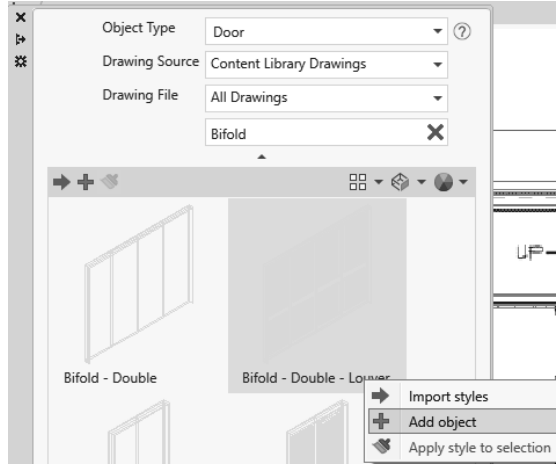 Object Type Door
Drawing Source Content Library Drawings
Drawing File All Drawings
Bifold
UP
Bifold - Double Bifold - Double - Louver
Import styles
Add object
Apply style to selection